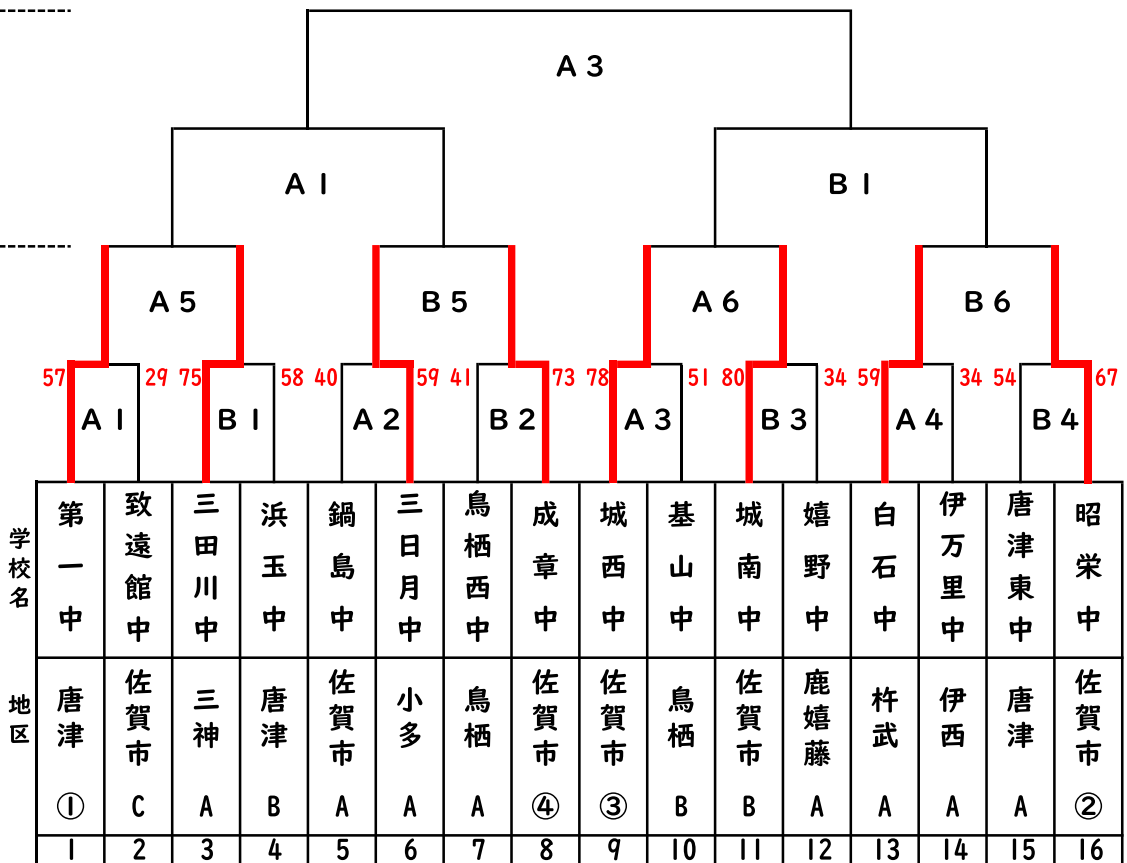 A3
A1
B1
A5
B5
A6
B6
57 29 75 58 40 59 41 73 78 51 80 34 59 34 54 67
A1 B1 A2 B2 A3 B3 A4 B4
学校名 第一中 致遠館中 三田川中 浜玉中 鍋島中 三日月中 鳥栖西中 成章中 城西中 基山中 城南中 嬉野中 白石中 伊万里中 唐津東中 昭栄中
地区 唐津 佐賀市 三神 唐津 佐賀市 小多 鳥栖 佐賀市 佐賀市 鳥栖 佐賀市 鹿嬉藤 杵武 伊西 唐津 佐賀市
① C A B A A A ④ ③ B B A A A A ②
1 2 3 4 5 6 7 8 9 10 11 12 13 14 15 16